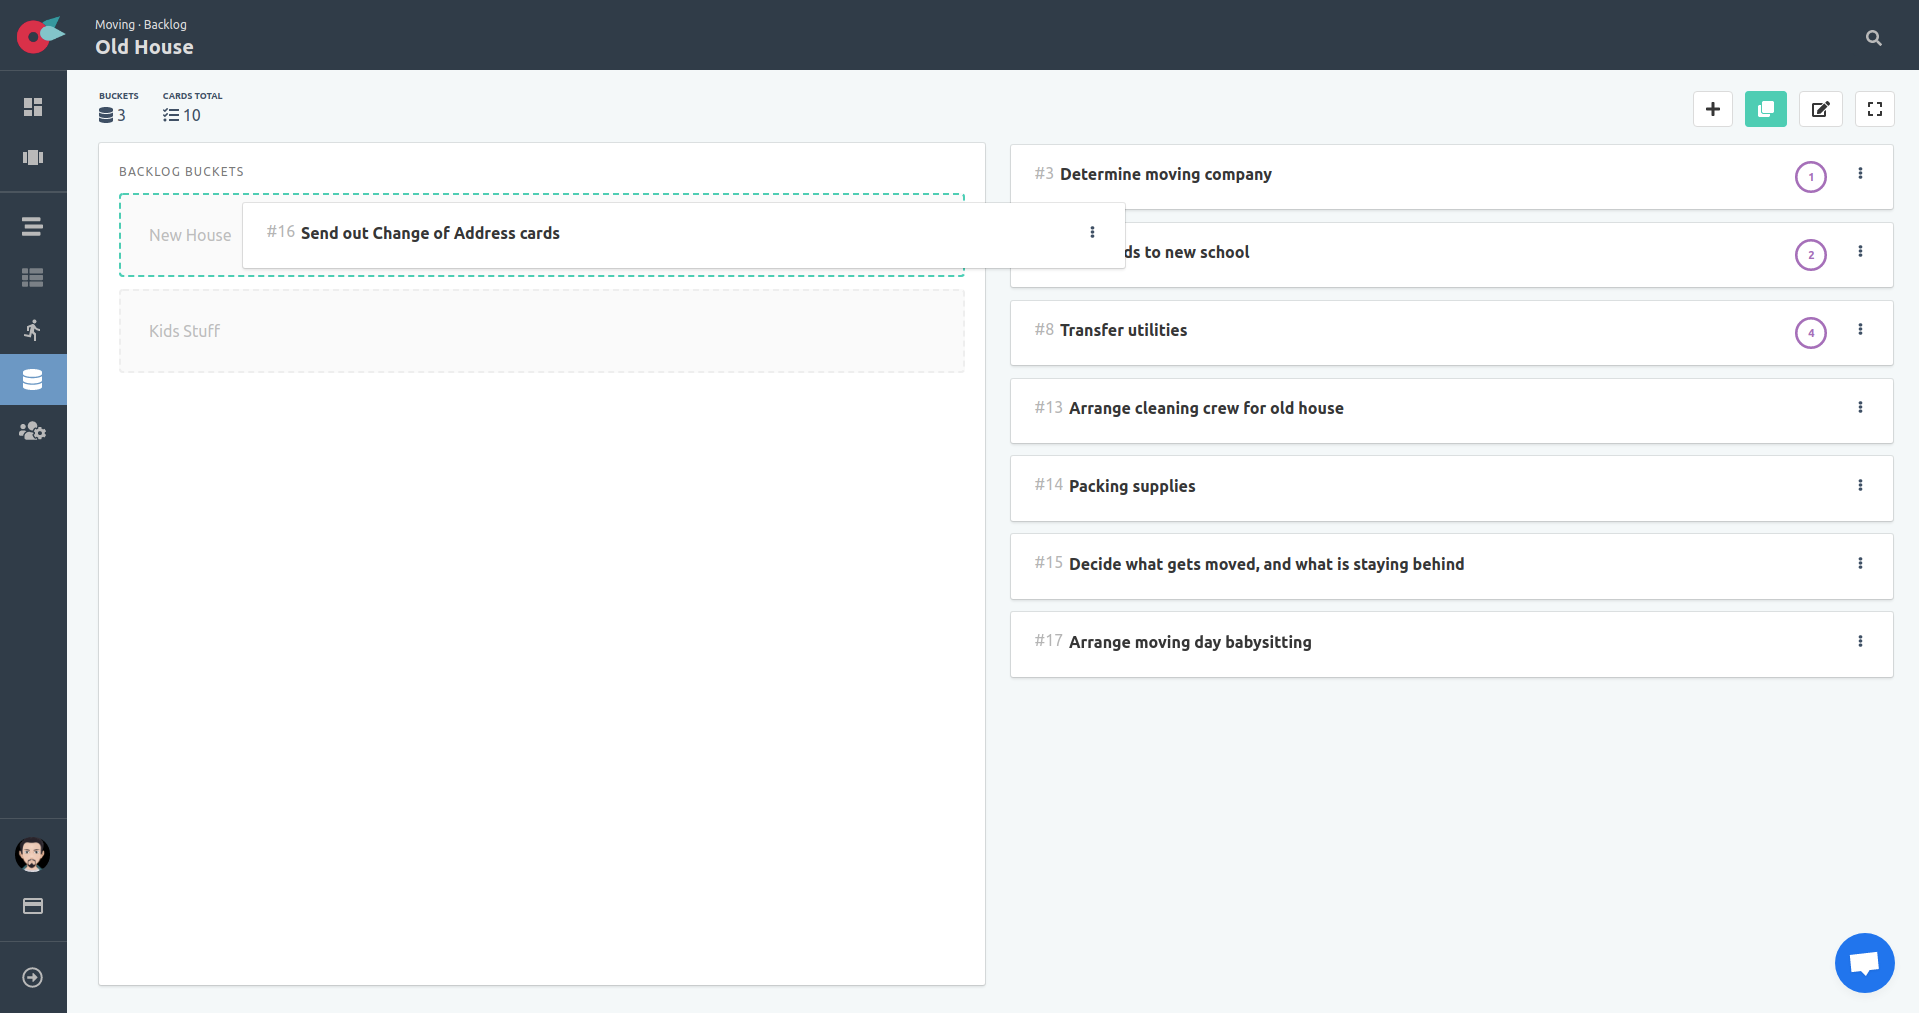 Moving · Backlog
Old House
BUCKETS
3
CARDS TOTAL
10
BACKLOG BUCKETS
New House
#16 Send out Change of Address cards
Kids Stuff
#3 Determine moving company
1
to new school
2
#8 Transfer utilities
4
#13 Arrange cleaning crew for old house
#14 Packing supplies
#15 Decide what gets moved, and what is staying behind
#17 Arrange moving day babysitting